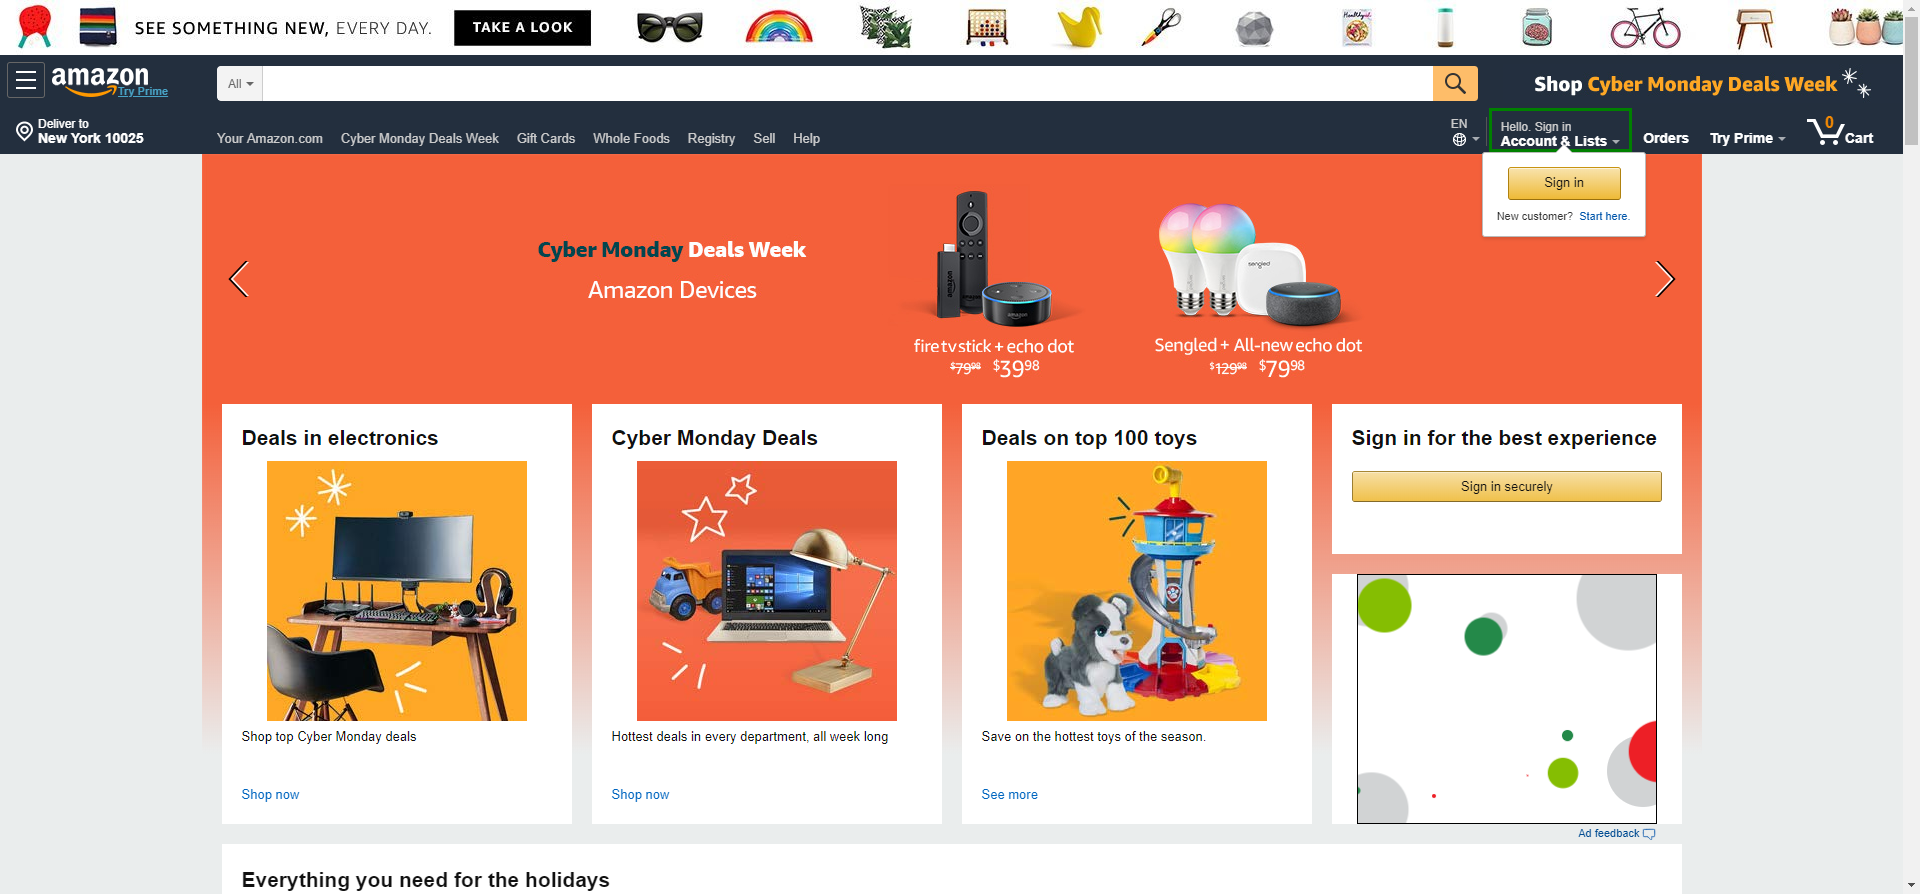 SEE SOMETHING NEW, EVERY DAY.
TAKE A LOOK
amazon
Try Prime
All
Shop Cyber Monday Deals Week
Deliver to
New York 10025
Your Amazon.com Cyber Monday Deals Week Gift Cards Whole Foods Registry Sell Help
EN
Hello. Sign in
Account & Lists
Orders
Try Prime
0
Cart
Sign in
New customer? Start here.
Cyber Monday Deals Week
Amazon Devices
amazon
amazon
sengled
fire tv stick + echo dot
$79.98 $39.98
Sengled + All-new echo dot
$129.98 $79.98
Deals in electronics
Shop top Cyber Monday deals
Shop now
Cyber Monday Deals
Hottest deals in every department, all week long
Shop now
Deals on top 100 toys
Save on the hottest toys of the season.
See more
Sign in for the best experience
Sign in securely
Ad feedback
Everything you need for the holidays